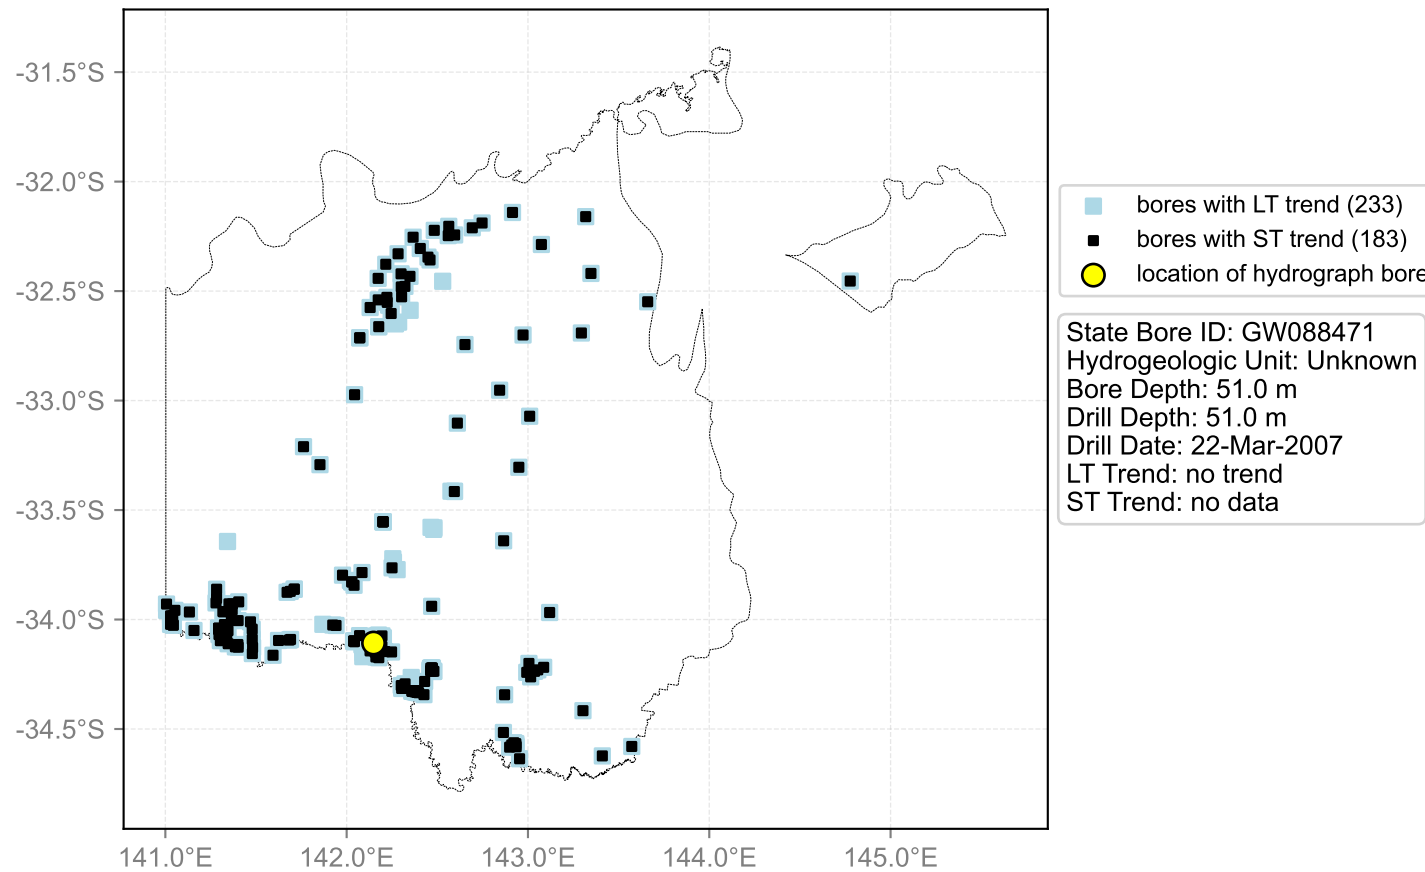 -31.5°S
-32.0°S
-32.5°S
-33.0°S
-33.5°S
-34.0°S
-34.5°S
141.0°E
142.0°E
143.0°E
144.0°E
145.0°E
bores with LT trend (233)
bores with ST trend (183)
location of hydrograph bore
State Bore ID: GW088471
Hydrogeologic Unit: Unknown
Bore Depth: 51.0 m
Drill Depth: 51.0 m
Drill Date: 22-Mar-2007
LT Trend: no trend
ST Trend: no data